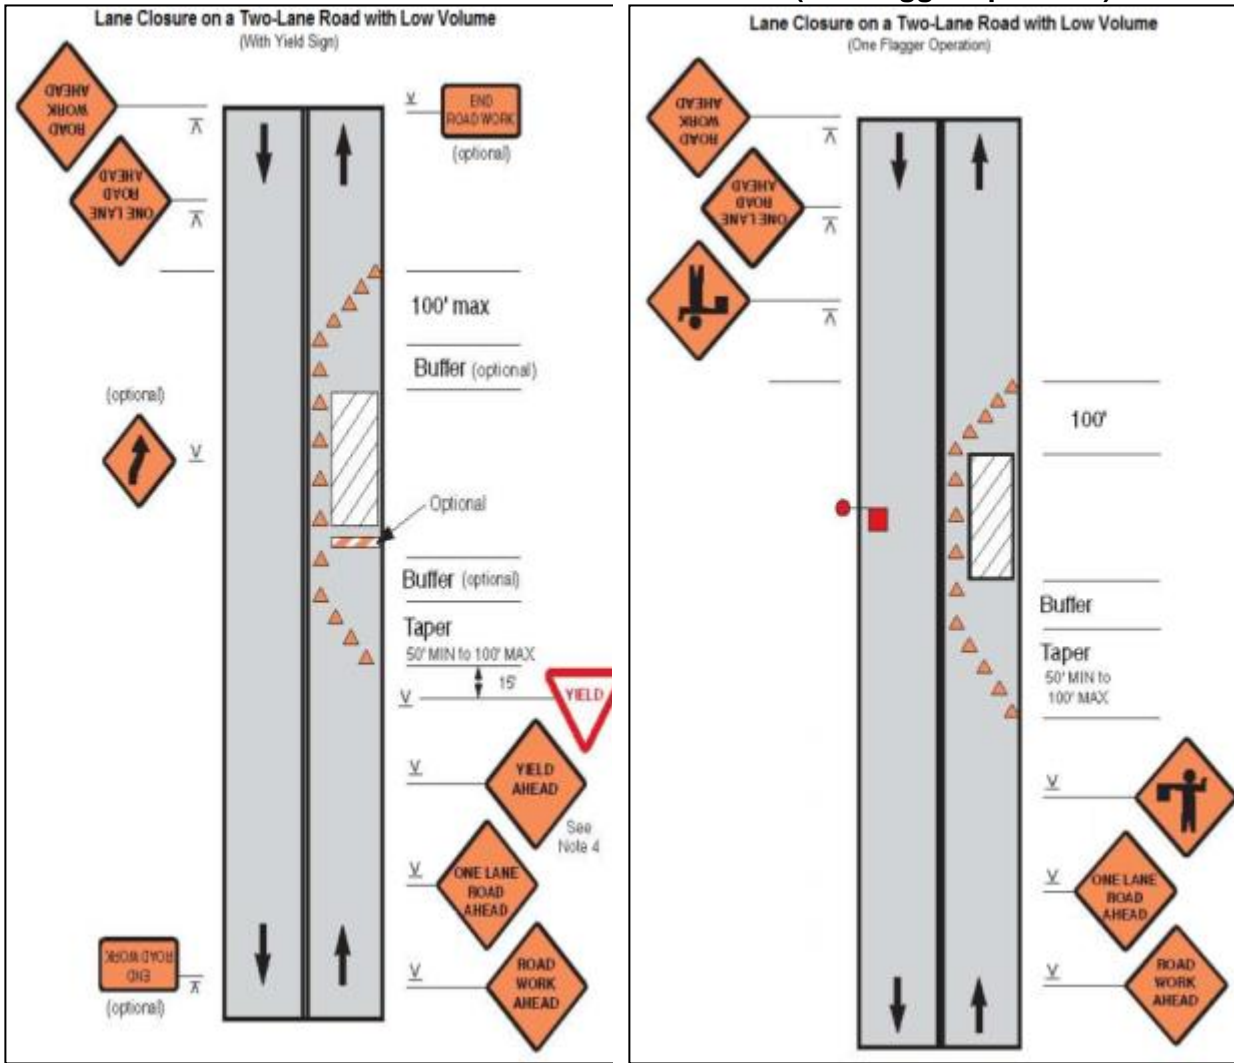 Lane Closure on a Two-Lane Road with Low Volume
(With Yield Sign)
ROAD
WORK
AHEAD
ONE LANE
ROAD
AHEAD
END
ROAD WORK
(optional)
100' max
Buffer (optional)
(optional)
Optional
Buffer (optional)
Taper
50' MIN to 100' MAX
15'
YIELD
YIELD
AHEAD
See
Note 4
ONE LANE
ROAD
AHEAD
ROAD
WORK
AHEAD
END
ROAD WORK
(optional)
Lane Closure on a Two-Lane Road with Low Volume
(One Flagger Operation)
ROAD
WORK
AHEAD
ONE LANE
ROAD
AHEAD
100'
Buffer
Taper
50' MIN to
100' MAX
ONE LANE
ROAD
AHEAD
ROAD
WORK
AHEAD